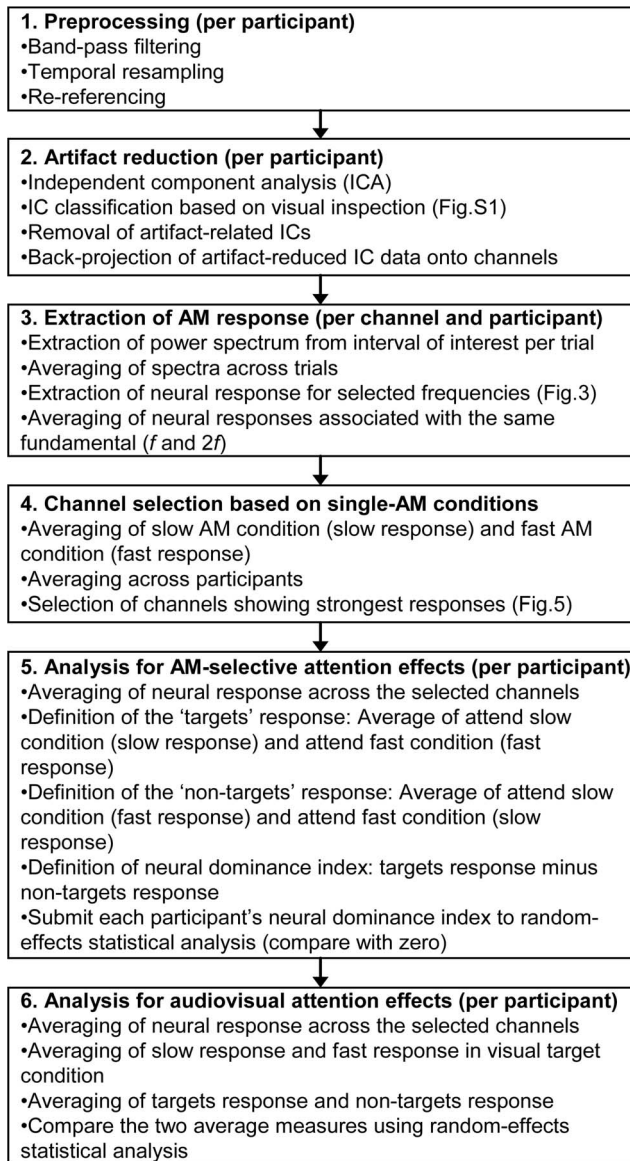 1. Preprocessing (per participant)
•Band-pass filtering
•Temporal resampling
•Re-referencing
2. Artifact reduction (per participant)
•Independent component analysis (ICA)
•IC classification based on visual inspection (Fig.S1)
•Removal of artifact-related ICs
•Back-projection of artifact-reduced IC data onto channels
3. Extraction of AM response (per channel and participant)
•Extraction of power spectrum from interval of interest per trial
•Averaging of spectra across trials
•Extraction of neural response for selected frequencies (Fig.3)
•Averaging of neural responses associated with the same
fundamental (f and 2f)
4. Channel selection based on single-AM conditions
•Averaging of slow AM condition (slow response) and fast AM
condition (fast response)
•Averaging across participants
•Selection of channels showing strongest responses (Fig.5)
5. Analysis for AM-selective attention effects (per participant)
•Averaging of neural response across the selected channels
•Definition of the ‘targets’ response: Average of attend slow
condition (slow response) and attend fast condition (fast
response)
•Definition of the ‘non-targets’ response: Average of attend slow
condition (fast response) and attend fast condition (slow
response)
•Definition of neural dominance index: targets response minus
non-targets response
•Submit each participant’s neural dominance index to random-
effects statistical analysis (compare with zero)
6. Analysis for audiovisual attention effects (per participant)
•Averaging of neural response across the selected channels
•Averaging of slow response and fast response in visual target
condition
•Averaging of targets response and non-targets response
•Compare the two average measures using random-effects
statistical analysis